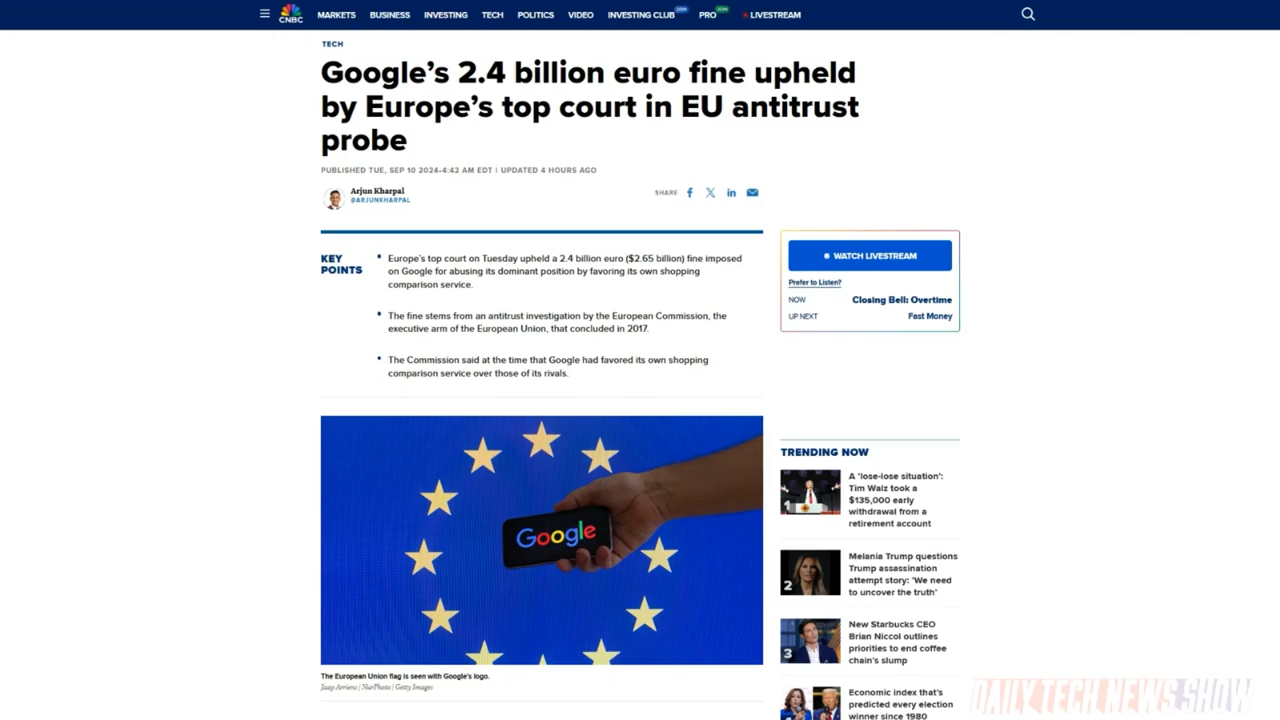 CNBC
MARKETS BUSINESS INVESTING TECH POLITICS VIDEO INVESTING CLUB PRO LIVESTREAM
TECH
Google's 2.4 billion euro fine upheld
by Europe's top court in EU antitrust
probe
PUBLISHED TUE, SEP 10 2024•4:42 AM EDT | UPDATED 4 HOURS AGO
Arjun Kharpal
@ARJUNKHARPAL
SHARE
KEY
POINTS
• Europe's top court on Tuesday upheld a 2.4 billion euro ($2.65 billion) fine imposed
on Google for abusing its dominant position by favoring its own shopping
comparison service.
• The fine stems from an antitrust investigation by the European Commission, the
executive arm of the European Union, that concluded in 2017.
• The Commission said at the time that Google had favored its own shopping
comparison service over those of its rivals.
WATCH LIVESTREAM
Prefer to Listen?
NOW Closing Bell: Overtime
UP NEXT Fast Money
Google
The European Union flag is seen with Google's logo.
Jaap Arriens | NurPhoto | Getty Images
TRENDING NOW
1
A 'lose-lose situation':
Tim Walz took a
$135,000 early
withdrawal from a
retirement account
2
Melania Trump questions
Trump assassination
attempt story: 'We need
to uncover the truth'
3
New Starbucks CEO
Brian Niccol outlines
priorities to end coffee
chain's slump
Economic index that's
predicted every election
winner since 1980
DAILY TECH NEWS SHOW